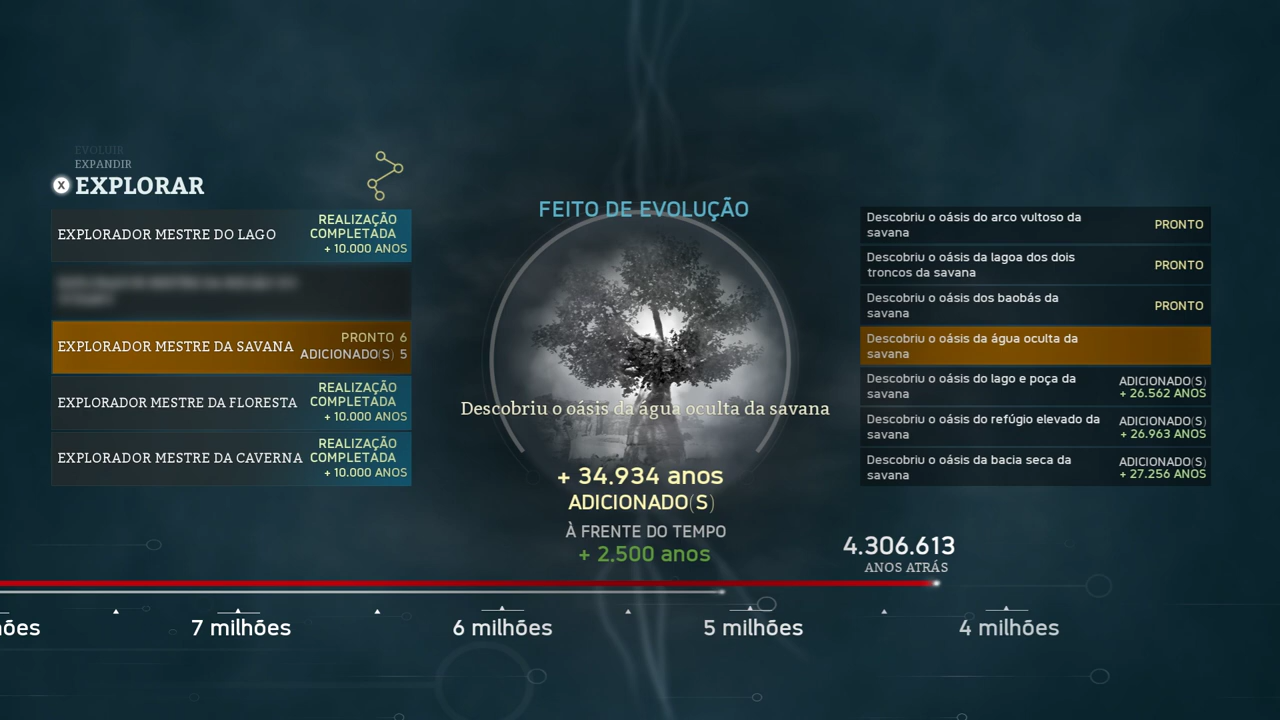 EVOLUIR
EXPANDIR
X EXPLORAR
EXPLORADOR MESTRE DO LAGO
REALIZAÇÃO
COMPLETADA
+ 10.000 ANOS
EXPLORADOR MESTRE DA SAVANA
PRONTO 6
ADICIONADO(S) 5
EXPLORADOR MESTRE DA FLORESTA
REALIZAÇÃO
COMPLETADA
+ 10.000 ANOS
EXPLORADOR MESTRE DA CAVERNA
REALIZAÇÃO
COMPLETADA
+ 10.000 ANOS
FEITO DE EVOLUÇÃO
Descobriu o oásis da água oculta da savana
+ 34.934 anos
ADICIONADO(S)
À FRENTE DO TEMPO
+ 2,500 anos
Descobriu o oásis do arco vultoso da
savana
PRONTO
Descobriu o oásis da lagoa dos dois
troncos da savana
PRONTO
Descobriu o oásis dos baobás da
savana
PRONTO
Descobriu o oásis da água oculta da
savana
Descobriu o oásis do lago e poça da
savana
ADICIONADO(S)
+ 26.562 ANOS
Descobriu o oásis do refúgio elevado da
savana
ADICIONADO(S)
+ 26.963 ANOS
Descobriu o oásis da bacia seca da
savana
ADICIONADO(S)
+ 27.256 ANOS
4.306.613
ANOS ATRÁS
ões
7 milhões
6 milhões
5 milhões
4 milhões